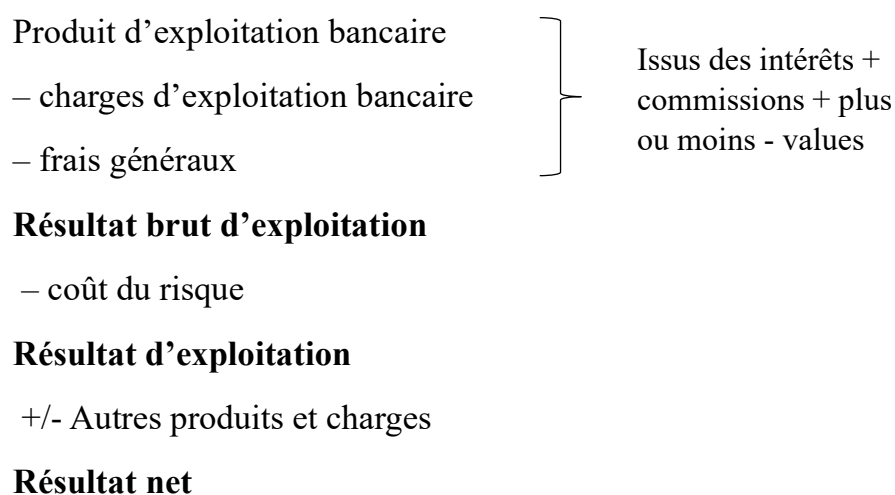 Produit d’exploitation bancaire
– charges d’exploitation bancaire
– frais généraux
Issus des intérêts +
commissions + plus
ou moins - values
Résultat brut d’exploitation
– coût du risque
Résultat d’exploitation
+/- Autres produits et charges
Résultat net